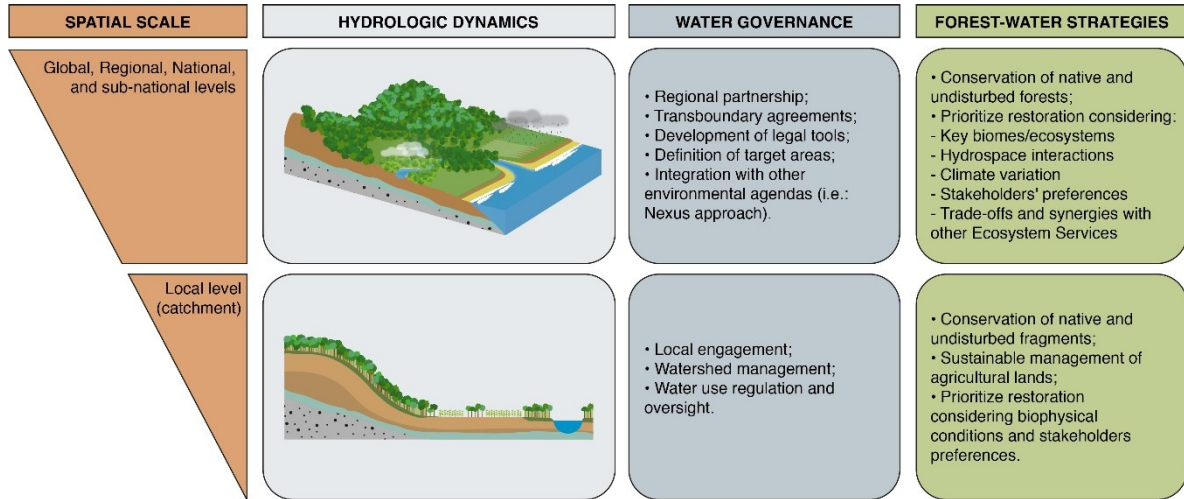 SPATIAL SCALE
HYDROLOGIC DYNAMICS
WATER GOVERNANCE
FOREST-WATER STRATEGIES
Global, Regional, National,
and sub-national levels
• Regional partnership;
• Transboundary agreements;
• Development of legal tools;
• Definition of target areas;
• Integration with other
environmental agendas (i.e.:
Nexus approach).
• Conservation of native and
undisturbed forests;
• Prioritize restoration considering:
- Key biomes/ecosystems
- Hydrospace interactions
- Climate variation
- Stakeholders' preferences
- Trade-offs and synergies with
other Ecosystem Services
Local level
(catchment)
• Local engagement;
• Watershed management;
• Water use regulation and
oversight.
• Conservation of native and
undisturbed fragments;
• Sustainable management of
agricultural lands;
• Prioritize restoration
considering biophysical
conditions and stakeholders
preferences.